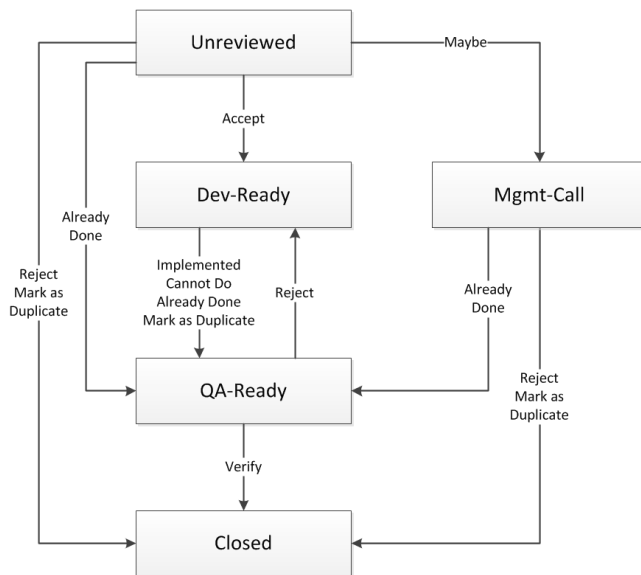 Unreviewed
Maybe
Accept
Dev-Ready
Mgmt-Call
Already
Done
Implemented
Cannot Do
Already Done
Mark as Duplicate
Reject
Already
Done
Reject
Mark as
Duplicate
QA-Ready
Reject
Mark as
Duplicate
Verify
Closed